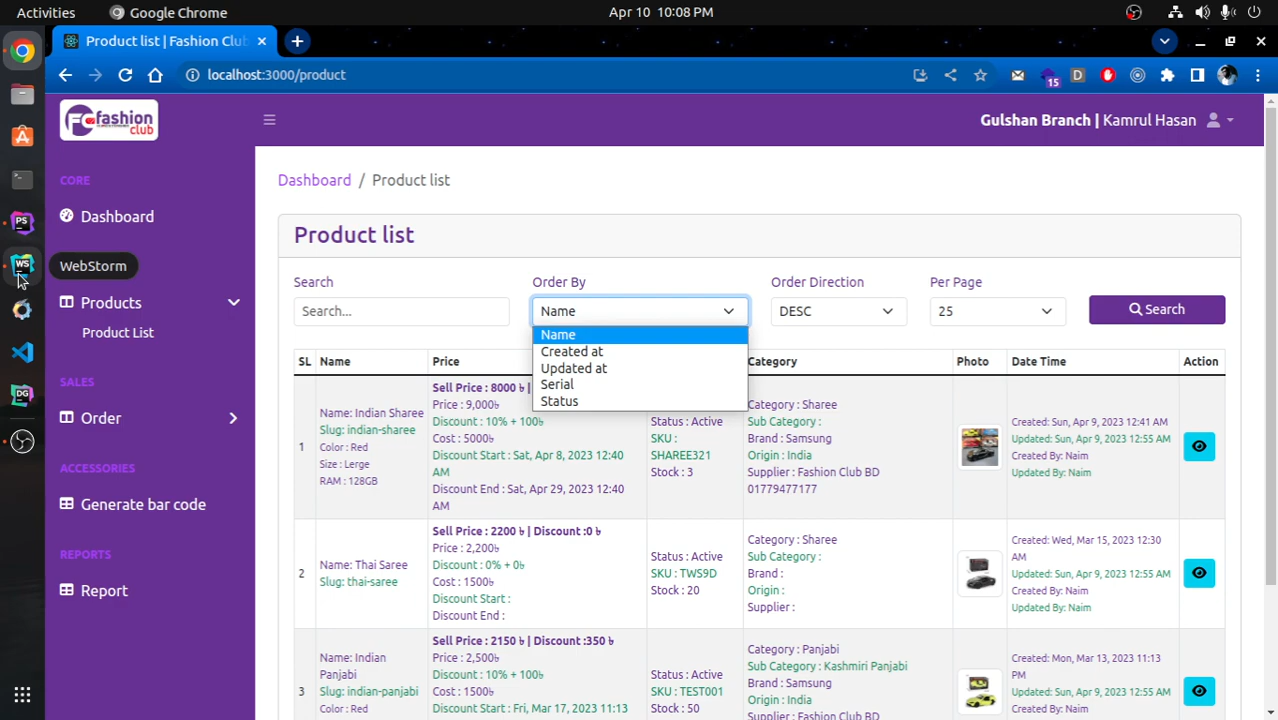 Activities
Google Chrome
Apr 10 10:08 PM
Product list | Fashion Club
localhost:3000/product
15
D
FC fashion club
Gulshan Branch | Kamrul Hasan
CORE
Dashboard
WebStorm
Products
Product List
SALES
Order
ACCESSORIES
Generate bar code
REPORTS
Report
PS
WS
DG
Dashboard / Product list
Product list
Search
Order By
Order Direction
Per Page
Search...
Name
DESC
25
Search
Name
Created at
Updated at
Serial
Status
SL
Name
Price
Category
Photo
Date Time
Action
1
Name: Indian Sharee
Slug: indian-sharee
Color : Red
Size : Lerge
RAM : 128GB
Sell Price : 8000 ৳ |
Price : 9,000৳
Discount : 10% + 100৳
Cost : 5000৳
Discount Start : Sat, Apr 8, 2023 12:40
AM
Discount End : Sat, Apr 29, 2023 12:40
AM
Status : Active
SKU :
SHAREE321
Stock : 3
Category : Sharee
Sub Category :
Brand : Samsung
Origin : India
Supplier : Fashion Club BD
01779477177
Created: Sun, Apr 9, 2023 12:41 AM
Updated: Sun, Apr 9, 2023 12:55 AM
Created By: Naim
Updated By: Naim
2
Name: Thai Saree
Slug: thai-saree
Sell Price : 2200 ৳ | Discount :0 ৳
Price : 2,200৳
Discount : 0% + 0৳
Cost : 1500৳
Discount Start :
Discount End :
Status : Active
SKU : TWS9D
Stock : 20
Category : Sharee
Sub Category :
Brand :
Origin :
Supplier :
Created: Wed, Mar 15, 2023 12:30
AM
Updated: Sun, Apr 9, 2023 12:55 AM
Created By: Naim
Updated By: Naim
3
Name: Indian
Panjabi
Slug: indian-panjabi
Color : Red
Sell Price : 2150 ৳ | Discount :350 ৳
Price : 2,500৳
Discount : 10% + 100৳
Cost : 1500৳
Discount Start : Fri, Mar 17, 2023 11:13
Status : Active
SKU : TEST001
Stock : 50
Category : Panjabi
Sub Category : Kashmiri Panjabi
Brand : Samsung
Origin : India
Supplier : Fashion Club BD
Created: Mon, Mar 13, 2023 11:13
PM
Updated: Sun, Apr 9, 2023 12:55 AM
Created By: Naim